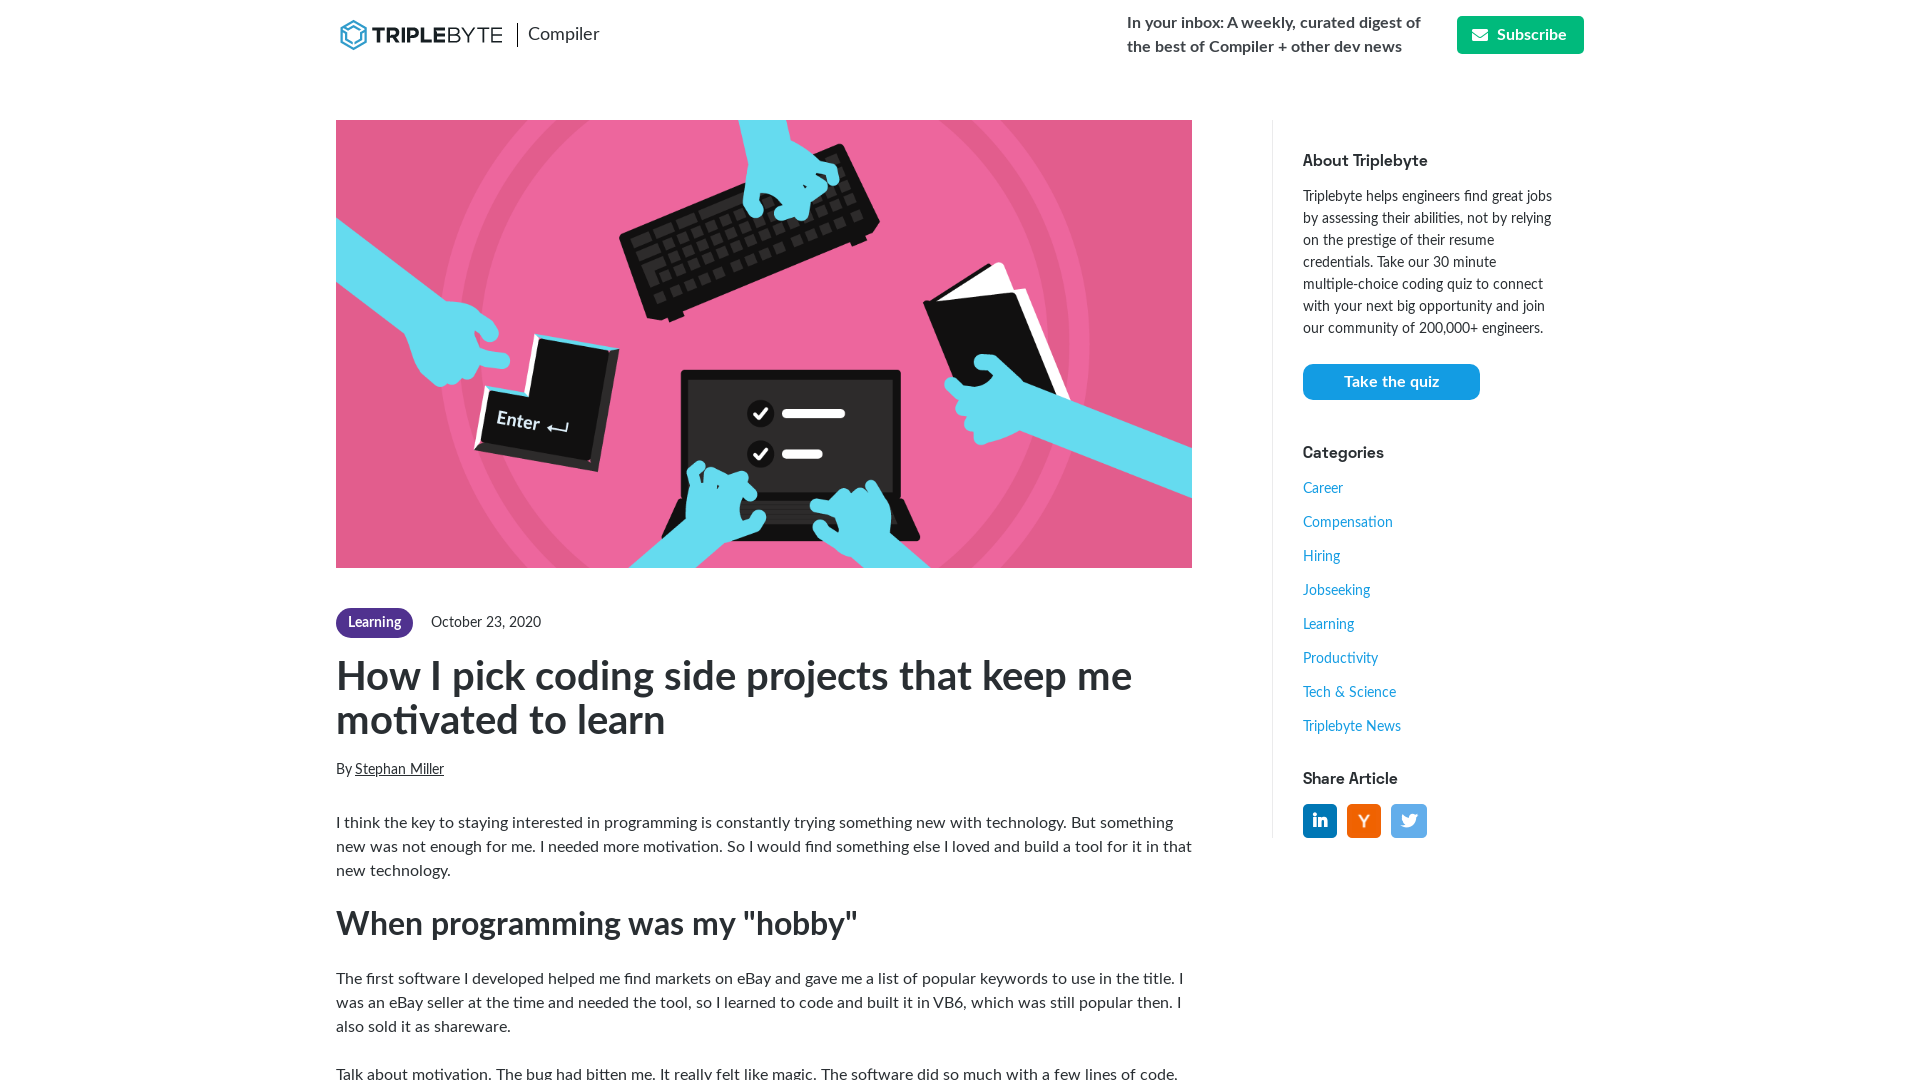 TRIPLEBYTE | Compiler
In your inbox: A weekly, curated digest of
the best of Compiler + other dev news
Subscribe
Enter
Learning
October 23, 2020
How I pick coding side projects that keep me
motivated to learn
By Stephan Miller
I think the key to staying interested in programming is constantly trying something new with technology. But something
new was not enough for me. I needed more motivation. So I would find something else I loved and build a tool for it in that
new technology.
When programming was my "hobby"
The first software I developed helped me find markets on eBay and gave me a list of popular keywords to use in the title. I
was an eBay seller at the time and needed the tool, so I learned to code and built it in VB6, which was still popular then. I
also sold it as shareware.
Talk about motivation. The bug had bitten me. It really felt like magic. The software did so much with a few lines of code.
About Triplebyte
Triplebyte helps engineers find great jobs
by assessing their abilities, not by relying
on the prestige of their resume
credentials. Take our 30 minute
multiple-choice coding quiz to connect
with your next big opportunity and join
our community of 200,000+ engineers.
Take the quiz
Categories
Career
Compensation
Hiring
Jobseeking
Learning
Productivity
Tech & Science
Triplebyte News
Share Article
in
Y